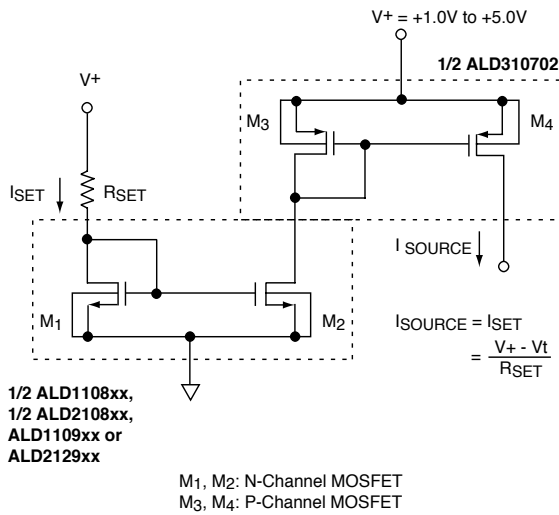 V+ = +1.0V to +5.0V
1/2 ALD310702
V+
M3
M4
ISET
RSET
I SOURCE
M1
M2
ISOURCE = ISET
= V+ - Vt
RSET
1/2 ALD1108xx,
1/2 ALD2108xx,
ALD1109xx or
ALD2129xx
M1, M2: N-Channel MOSFET
M3, M4: P-Channel MOSFET